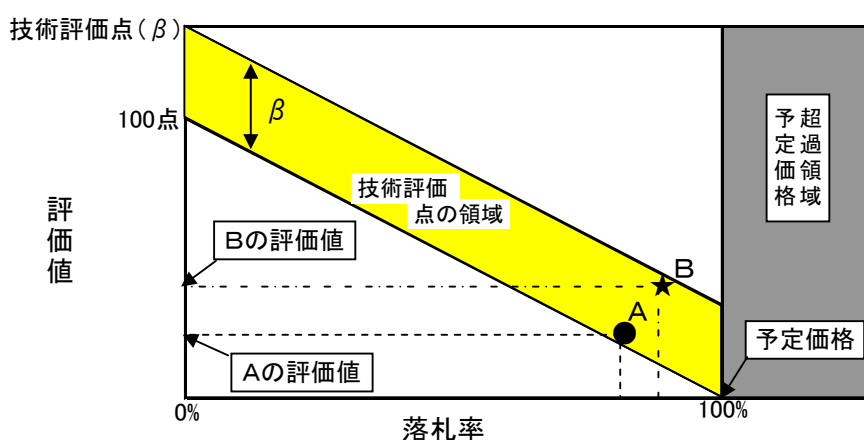 技術評価点(β)
β
100点
予定価格
超過領域
技術評価
点の領域
評価値
Bの評価値
B
A
予定価格
Aの評価値
0%
100%
落札率